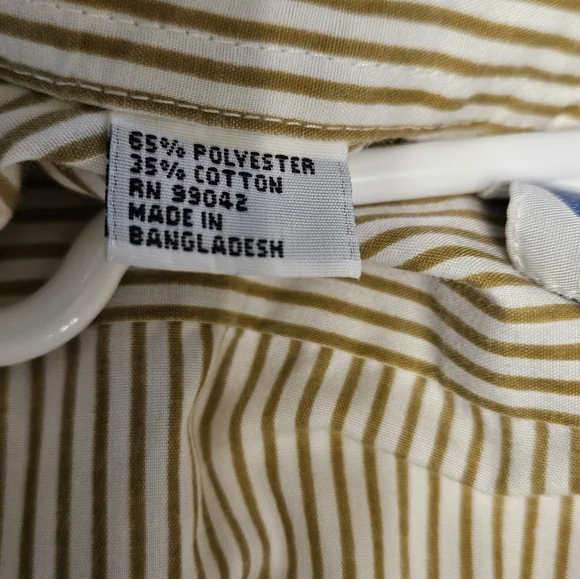 65% POLYESTER
35% COTTON
RN 99042
MADE IN
BANGLADESH